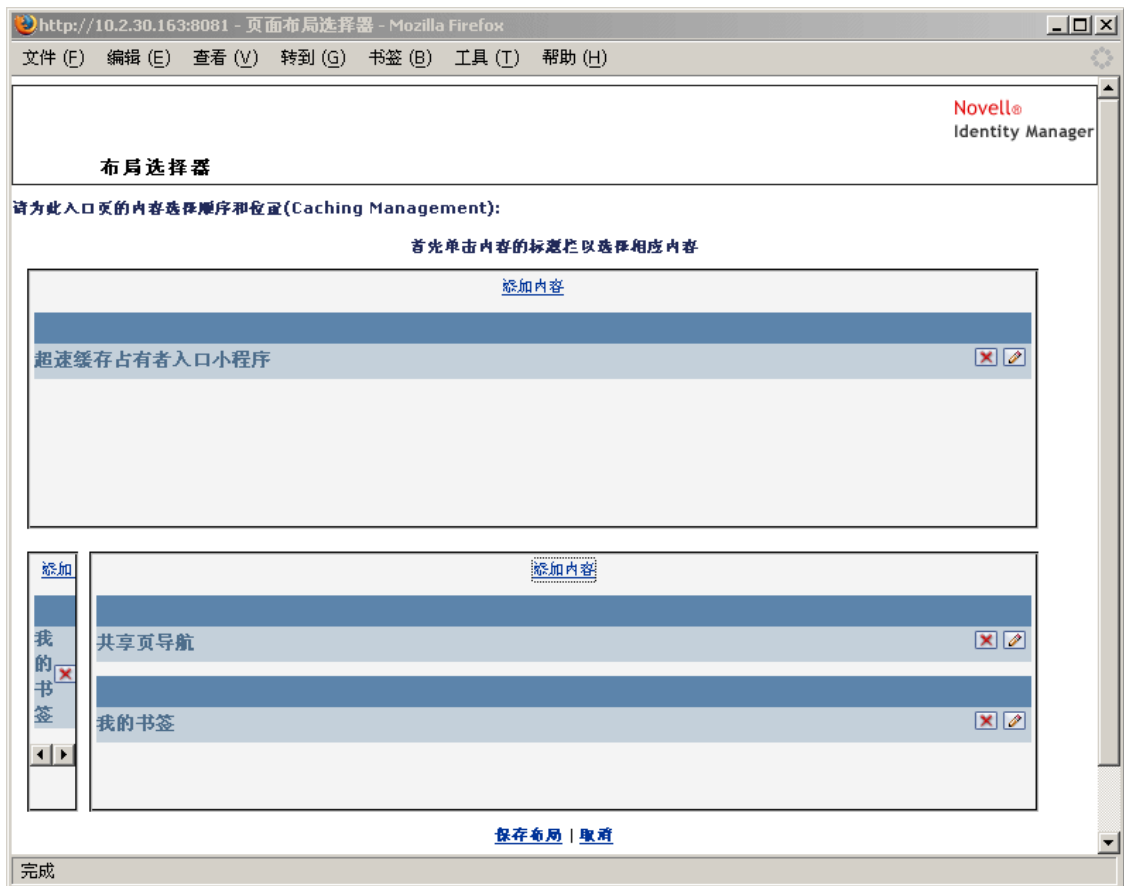 http://10.2.30.163:8081 - 页面布局选择器 - Mozilla Firefox
文件 (F) 编辑 (E) 查看 (V) 转到 (G) 书签 (B) 工具 (T) 帮助 (H)
Novell®
Identity Manager
布局选择器
请为此入口页的内容选择顺序和位置(Caching Management):
首先单击内容的标题栏以选择相应内容
添加内容
超速缓存占有者入口小程序
添加
我的书签
添加内容
共享页导航
我的书签
保存布局 | 取消
完成